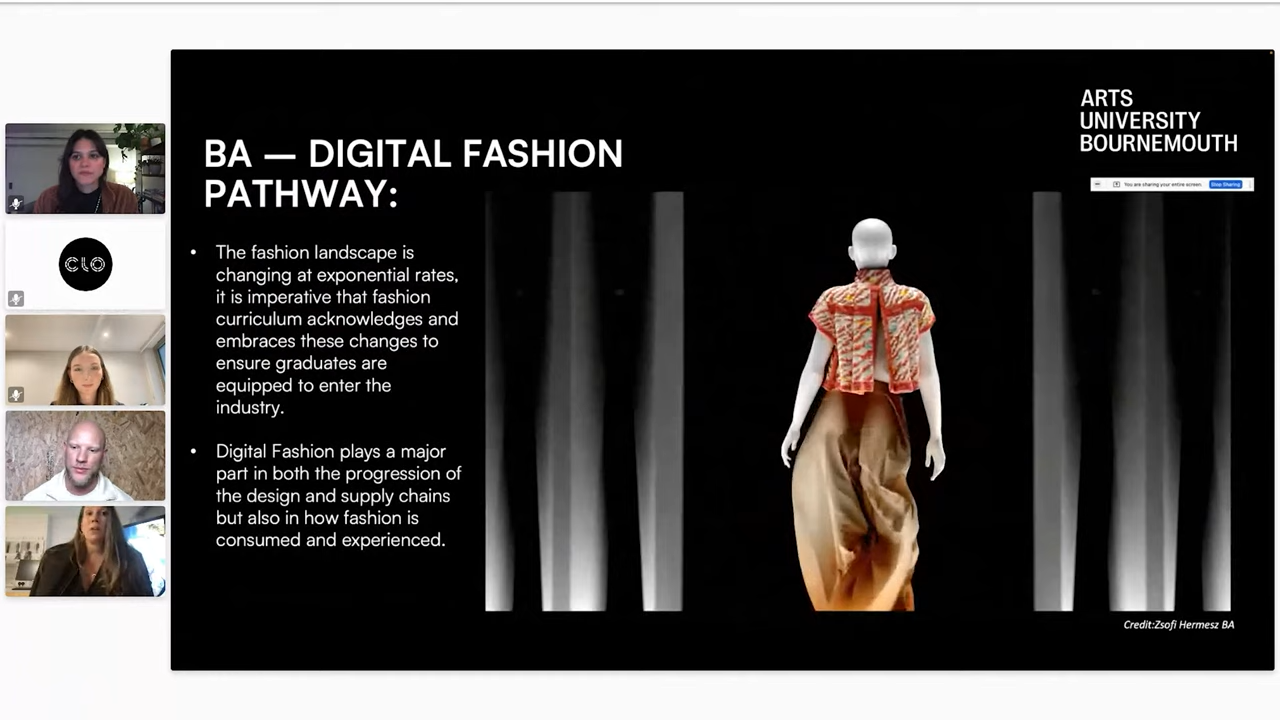 ARTS
UNIVERSITY
BOURNEMOUTH
You are sharing your entire screen.
Stop Sharing
BA — DIGITAL FASHION
PATHWAY:
• The fashion landscape is
changing at exponential rates,
it is imperative that fashion
curriculum acknowledges and
embraces these changes to
ensure graduates are
equipped to enter the
industry.
• Digital Fashion plays a major
part in both the progression of
the design and supply chains
but also in how fashion is
consumed and experienced.
CLO
Credit:Zsofi Hermesz BA